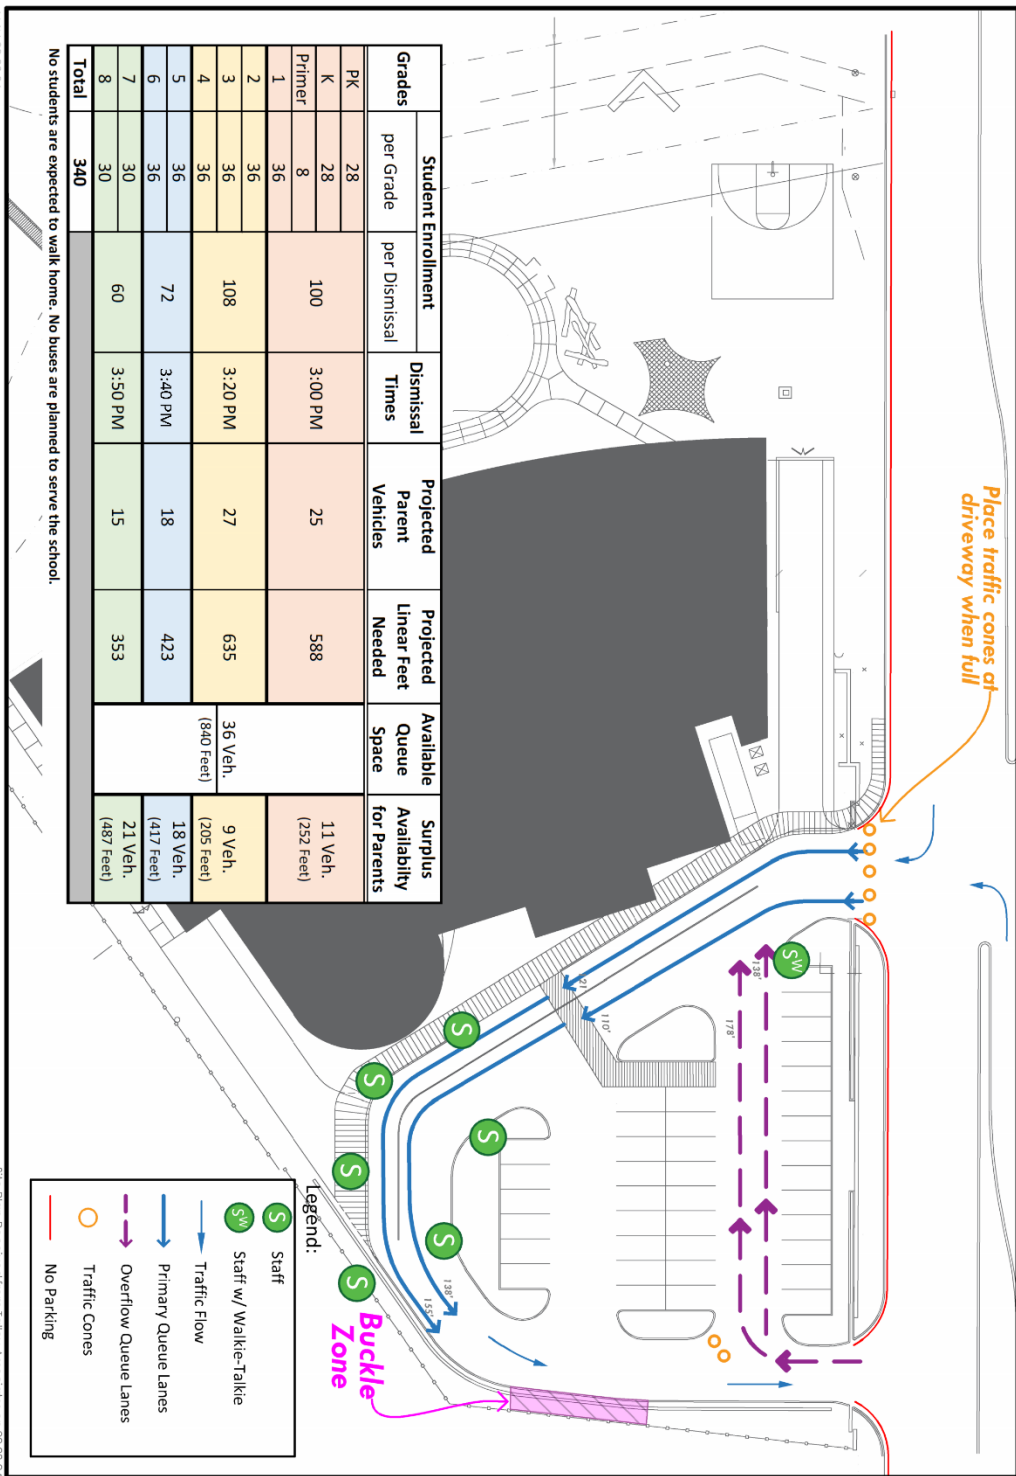 Place traffic cones at
driveway when full
Grades
Student Enrollment
per Grade
per Dismissal
Dismissal
Times
Projected
Parent
Vehicles
Projected
Linear Feet
Needed
Available
Queue
Space
Surplus
Availabilty
for Parents
PK 28
K 28
Primer 8
1 36
100 3:00 PM 25 588
11 Veh.
(252 Feet)
2 36
3 36
4 36
108 3:20 PM 27 635
36 Veh.
(840 Feet)
9 Veh.
(205 Feet)
5 36
6 36
72 3:40 PM 18 423
18 Veh.
(417 Feet)
7 30
8 30
60 3:50 PM 15 353
21 Veh.
(487 Feet)
Total 340
No students are expected to walk home. No buses are planned to serve the school.
138'
178'
110'
138'
155'
SW
S
S
S
S
S
S
Buckle
Zone
Legend:
S Staff
SW Staff w/ Walkie-Talkie
Traffic Flow
Primary Queue Lanes
Overflow Queue Lanes
Traffic Cones
No Parking